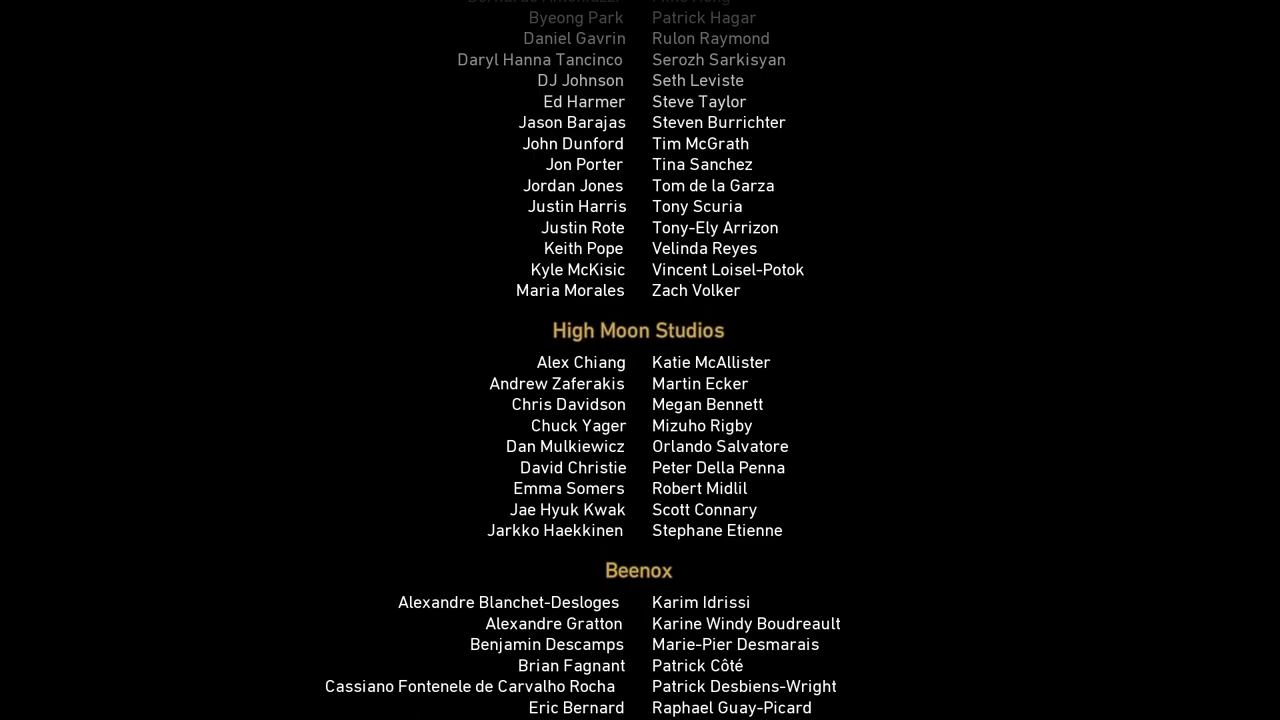 Byeong Park Patrick Hagar
Daniel Gavrin Rulon Raymond
Daryl Hanna Tancinco Serozh Sarkisyan
DJ Johnson Seth Leviste
Ed Harmer Steve Taylor
Jason Barajas Steven Burrichter
John Dunford Tim McGrath
Jon Porter Tina Sanchez
Jordan Jones Tom de la Garza
Justin Harris Tony Scuria
Justin Rote Tony-Ely Arrizon
Keith Pope Velinda Reyes
Kyle McKisic Vincent Loisel-Potok
Maria Morales Zach Volker
High Moon Studios
Alex Chiang Katie McAllister
Andrew Zaferakis Martin Ecker
Chris Davidson Megan Bennett
Chuck Yager Mizuho Rigby
Dan Mulkiewicz Orlando Salvatore
David Christie Peter Della Penna
Emma Somers Robert Midlil
Jae Hyuk Kwak Scott Connary
Jarkko Haekkinen Stephane Etienne
Beenox
Alexandre Blanchet-Desloges Karim Idrissi
Alexandre Gratton Karine Windy Boudreault
Benjamin Descamps Marie-Pier Desmarais
Brian Fagnant Patrick Côté
Cassiano Fontenele de Carvalho Rocha Patrick Desbiens-Wright
Eric Bernard Raphael Guay-Picard